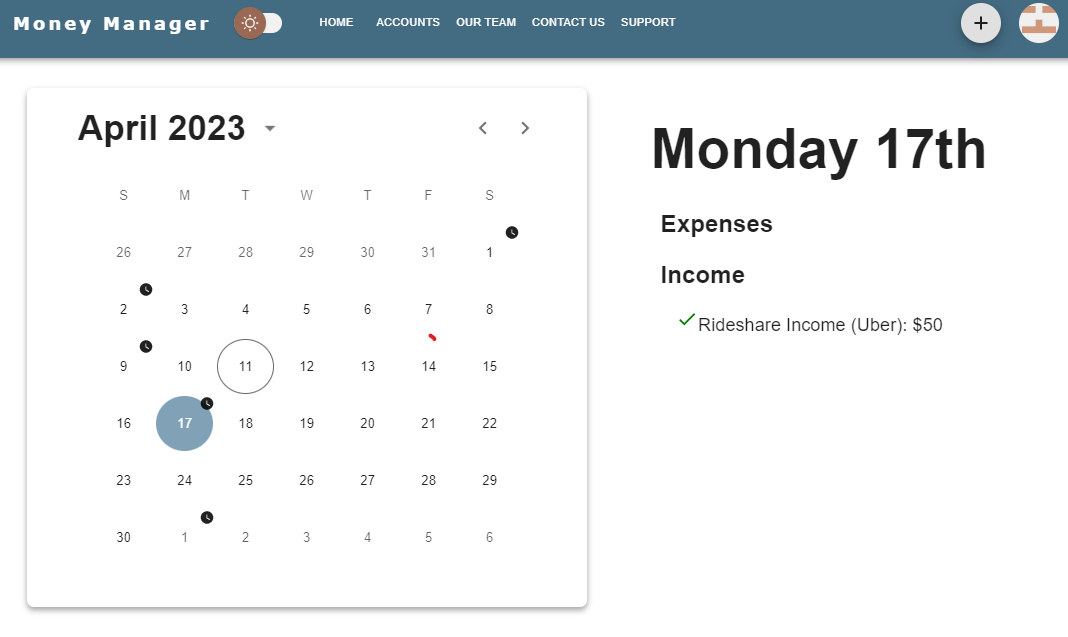 Money Manager HOME ACCOUNTS OUR TEAM CONTACT US SUPPORT +
April 2023
S M T W T F S
26 27 28 29 30 31 1
2 3 4 5 6 7 8
9 10 11 12 13 14 15
16 17 18 19 20 21 22
23 24 25 26 27 28 29
30 1 2 3 4 5 6
Monday 17th
Expenses
Income
Rideshare Income (Uber): $50